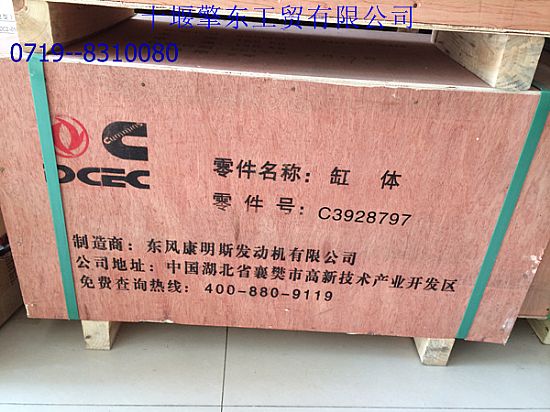 十堰肇东工贸有限公司
0719--8310080
Cummins
DCEC
零件名称: 缸 体
零 件 号: C3928797
制造商: 东风康明斯发动机有限公司
公司地址: 中国湖北省襄樊市高新技术产业开发区
免费查询热线: 400-880-9119